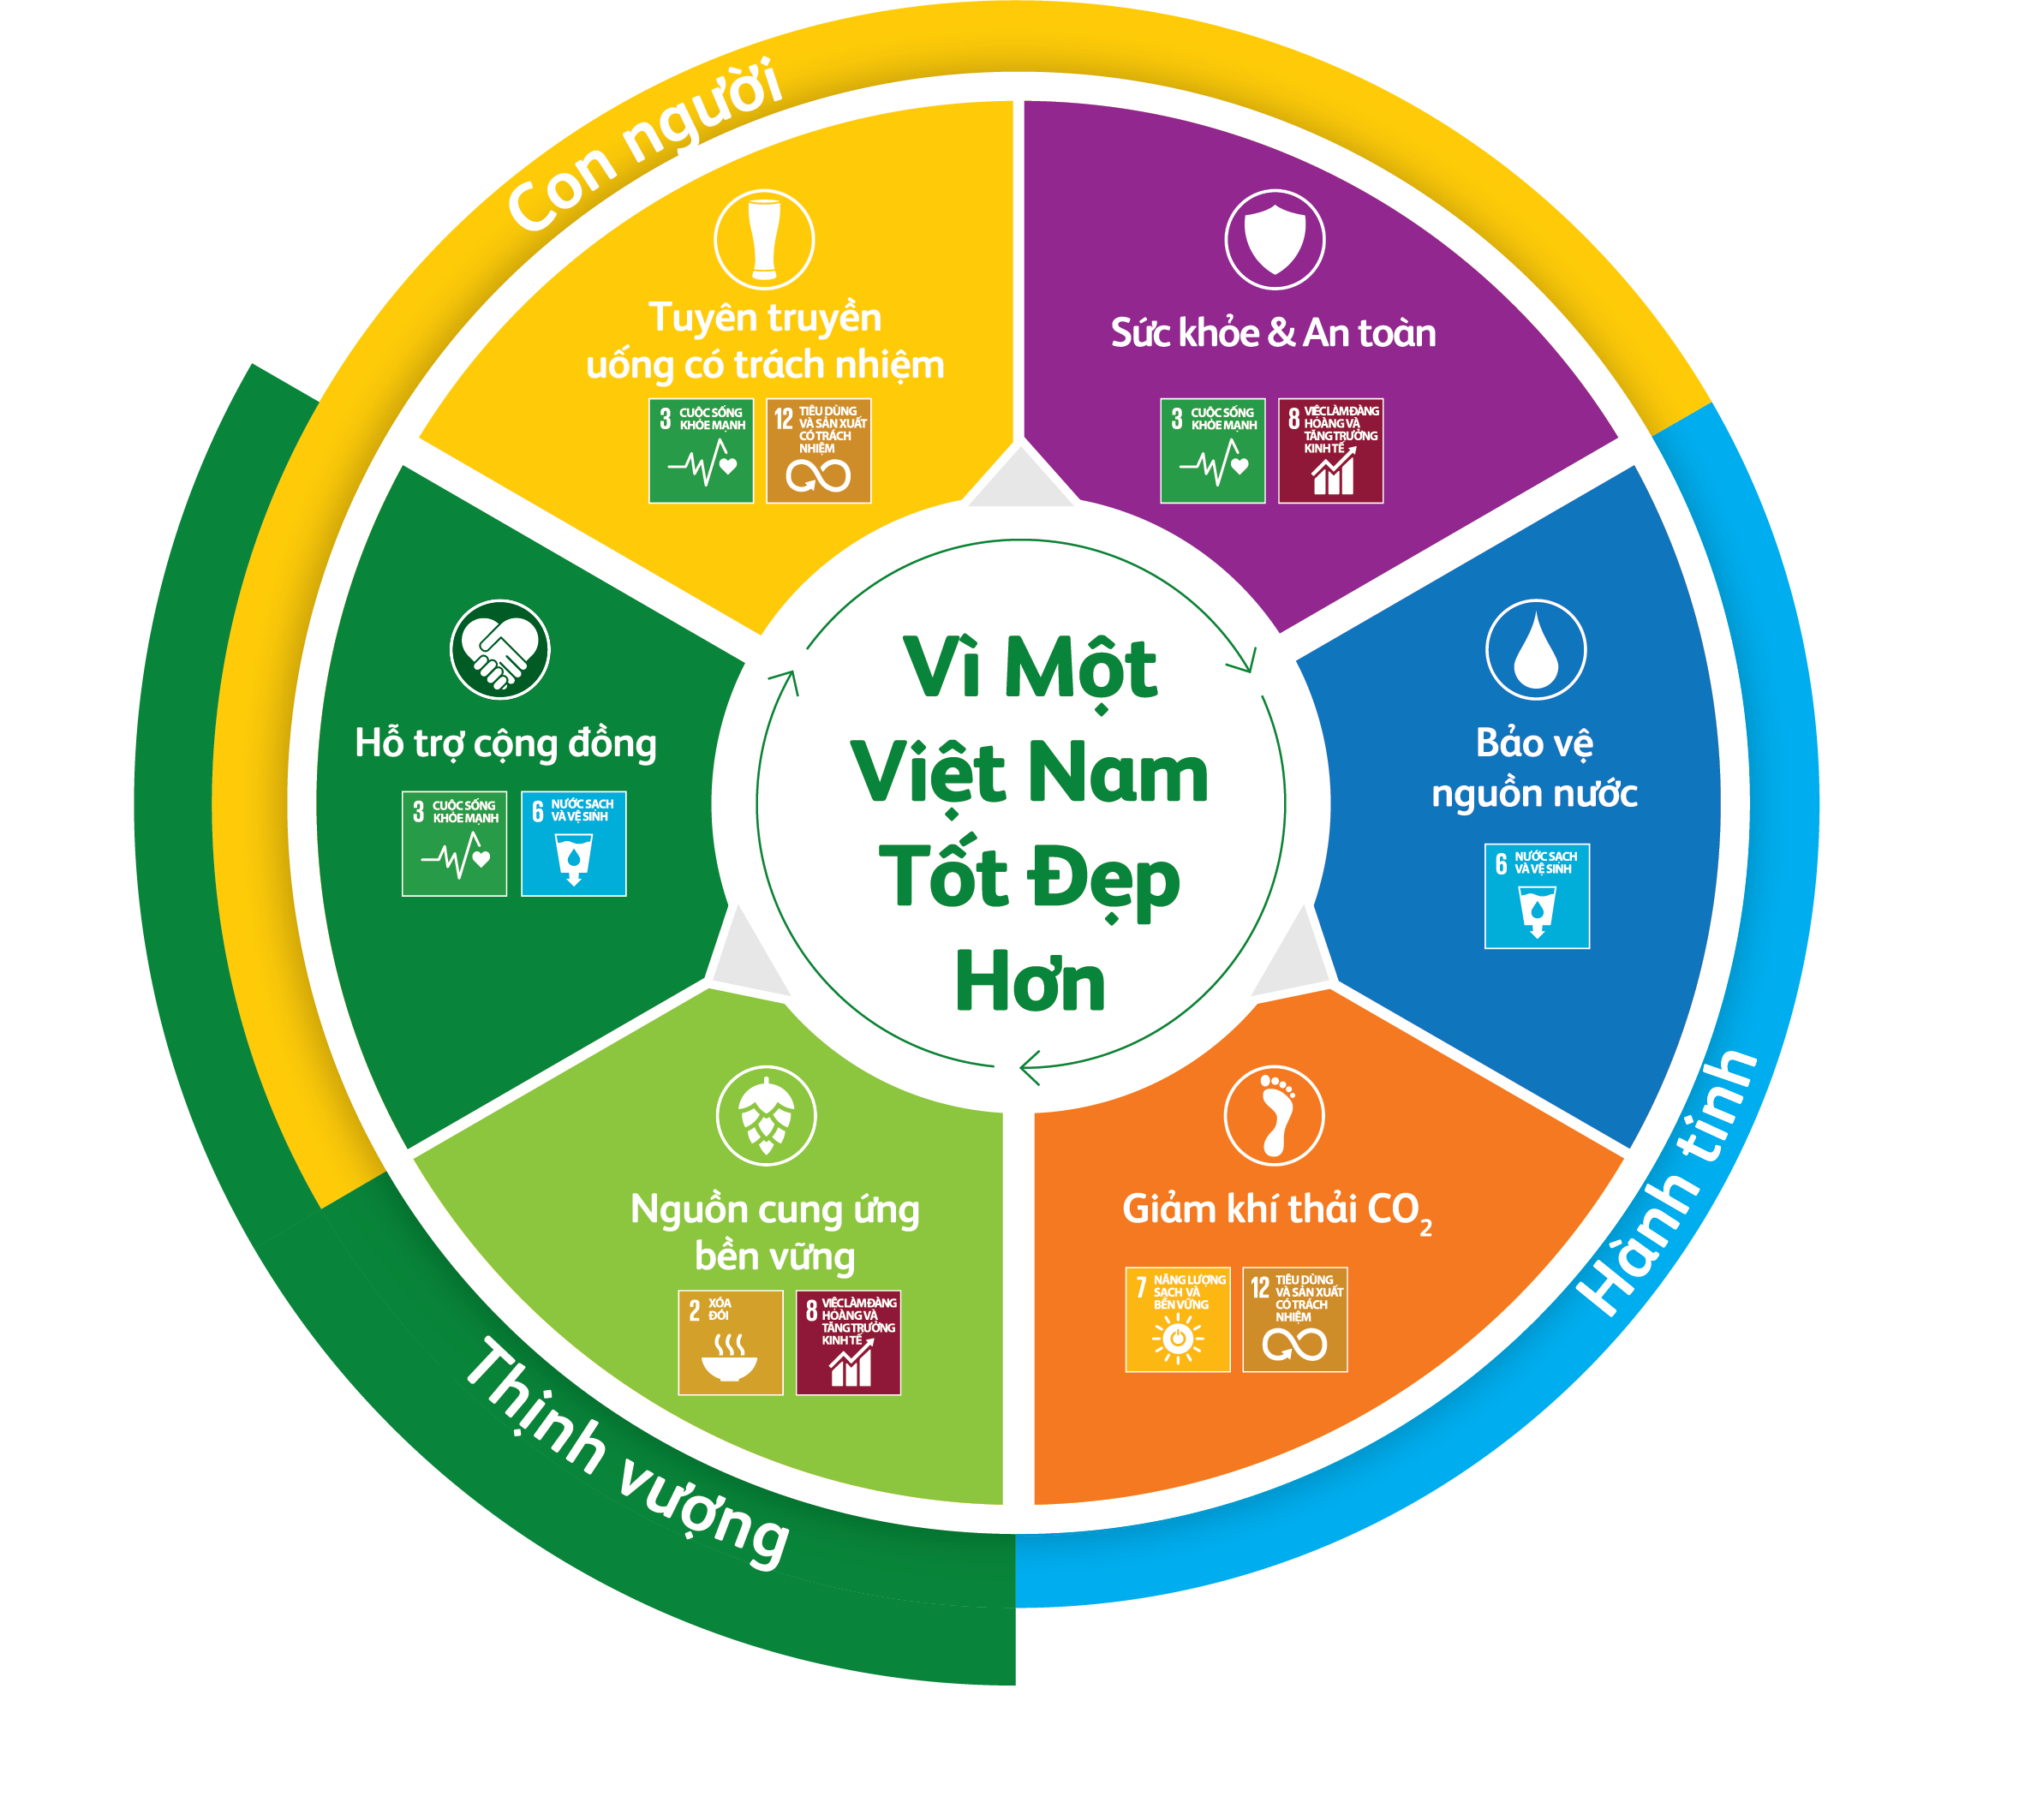 Con người
Tuyên truyền
uống có trách nhiệm
3 CUỘC SỐNG
KHỎE MẠNH
12 TIÊU DÙNG
VÀ SẢN XUẤT
CÓ TRÁCH
NHIỆM
Sức khỏe & An toàn
3 CUỘC SỐNG
KHỎE MẠNH
8 VIỆC LÀM ĐÀNG
HOÀNG VÀ
TĂNG TRƯỞNG
KINH TẾ
Hỗ trợ cộng đồng
3 CUỘC SỐNG
KHỎE MẠNH
6 NƯỚC SẠCH
VÀ VỆ SINH
Vì Một
Việt Nam
Tốt Đẹp
Hơn
Bảo vệ
nguồn nước
6 NƯỚC SẠCH
VÀ VỆ SINH
Nguồn cung ứng
bền vững
2 XÓA
ĐÓI
8 VIỆC LÀM ĐÀNG
HOÀNG VÀ
TĂNG TRƯỞNG
KINH TẾ
Giảm khí thải CO₂
7 NĂNG LƯỢNG
SẠCH VÀ
BỀN VỮNG
12 TIÊU DÙNG
VÀ SẢN XUẤT
CÓ TRÁCH
NHIỆM
Hành tinh
Thịnh vượng